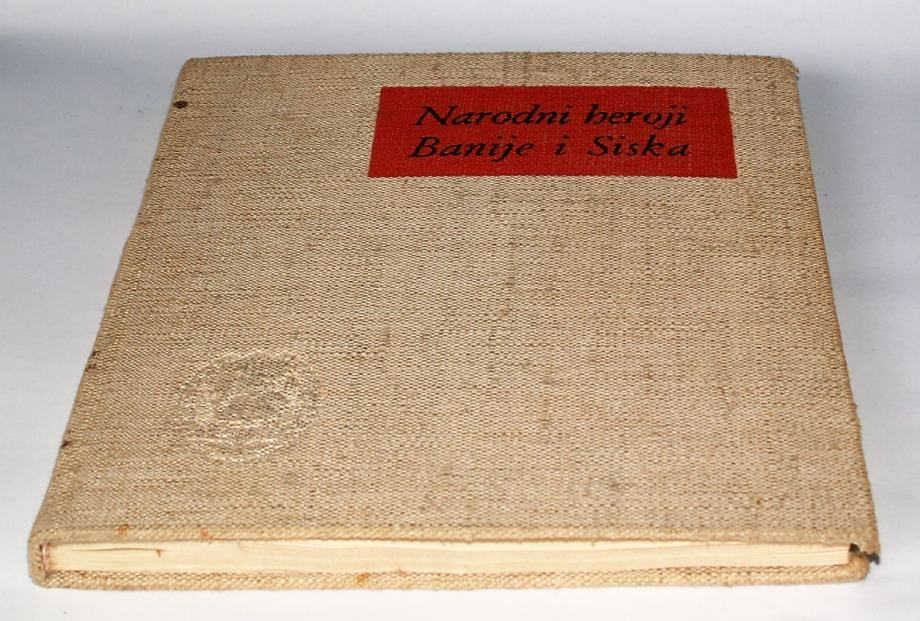 Narodni heroji
Banije i Siska